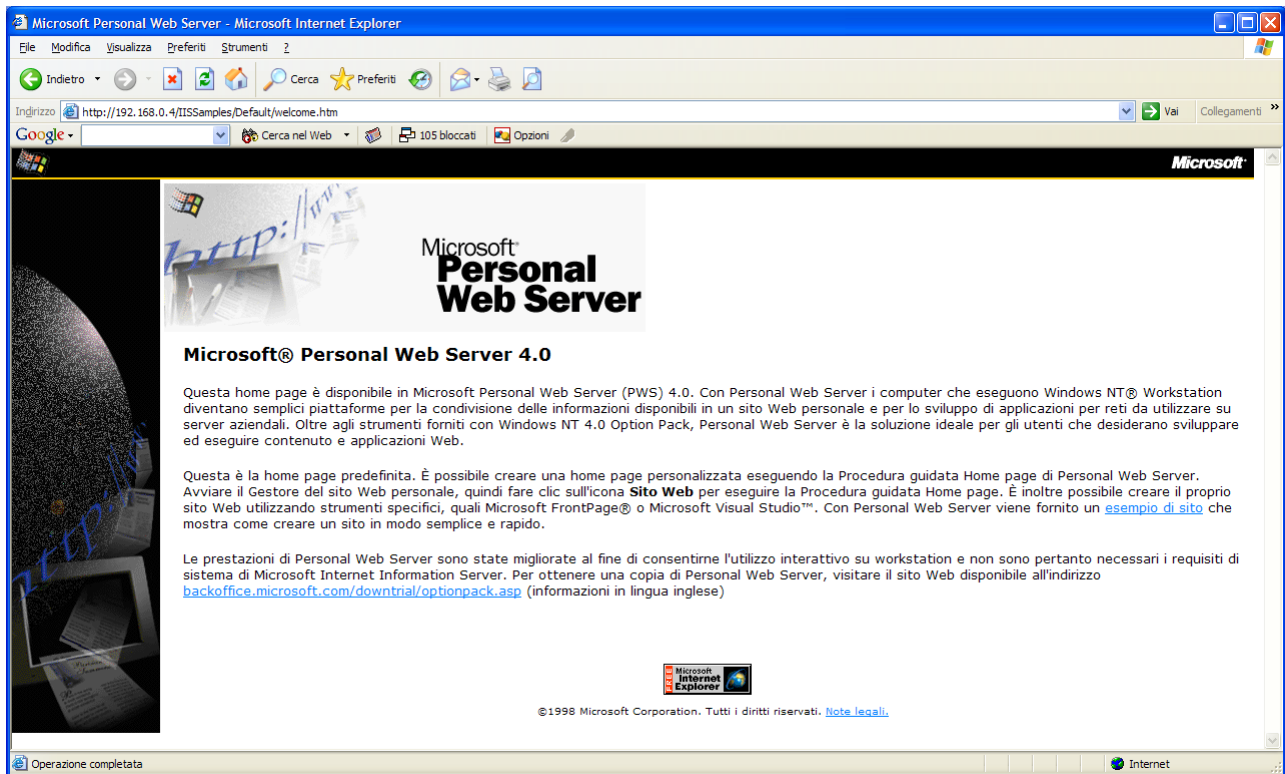 Microsoft Personal Web Server - Microsoft Internet Explorer
File Modifica Visualizza Preferiti Strumenti ?
Indietro Cerca Preferiti
Indirizzo http://192.168.0.4/IISSamples/Default/welcome.htm Vai Collegamenti »
Google Cerca nel Web 105 bloccati Opzioni
Microsoft
http://www
Microsoft
Personal
Web Server
Microsoft® Personal Web Server 4.0
Questa home page è disponibile in Microsoft Personal Web Server (PWS) 4.0. Con Personal Web Server i computer che eseguono Windows NT® Workstation
diventano semplici piattaforme per la condivisione delle informazioni disponibili in un sito Web personale e per lo sviluppo di applicazioni per reti da utilizzare su
server aziendali. Oltre agli strumenti forniti con Windows NT 4.0 Option Pack, Personal Web Server è la soluzione ideale per gli utenti che desiderano sviluppare
ed eseguire contenuto e applicazioni Web.
Questa è la home page predefinita. È possibile creare una home page personalizzata eseguendo la Procedura guidata Home page di Personal Web Server.
Avviare il Gestore del sito Web personale, quindi fare clic sull'icona Sito Web per eseguire la Procedura guidata Home page. È inoltre possibile creare il proprio
sito Web utilizzando strumenti specifici, quali Microsoft FrontPage® o Microsoft Visual Studio™. Con Personal Web Server viene fornito un esempio di sito che
mostra come creare un sito in modo semplice e rapido.
Le prestazioni di Personal Web Server sono state migliorate al fine di consentirne l'utilizzo interattivo su workstation e non sono pertanto necessari i requisiti di
sistema di Microsoft Internet Information Server. Per ottenere una copia di Personal Web Server, visitare il sito Web disponibile all'indirizzo
backoffice.microsoft.com/downtrial/optionpack.asp (informazioni in lingua inglese)
FREE Microsoft Internet Explorer
©1998 Microsoft Corporation. Tutti i diritti riservati. Note legali.
Operazione completata Internet